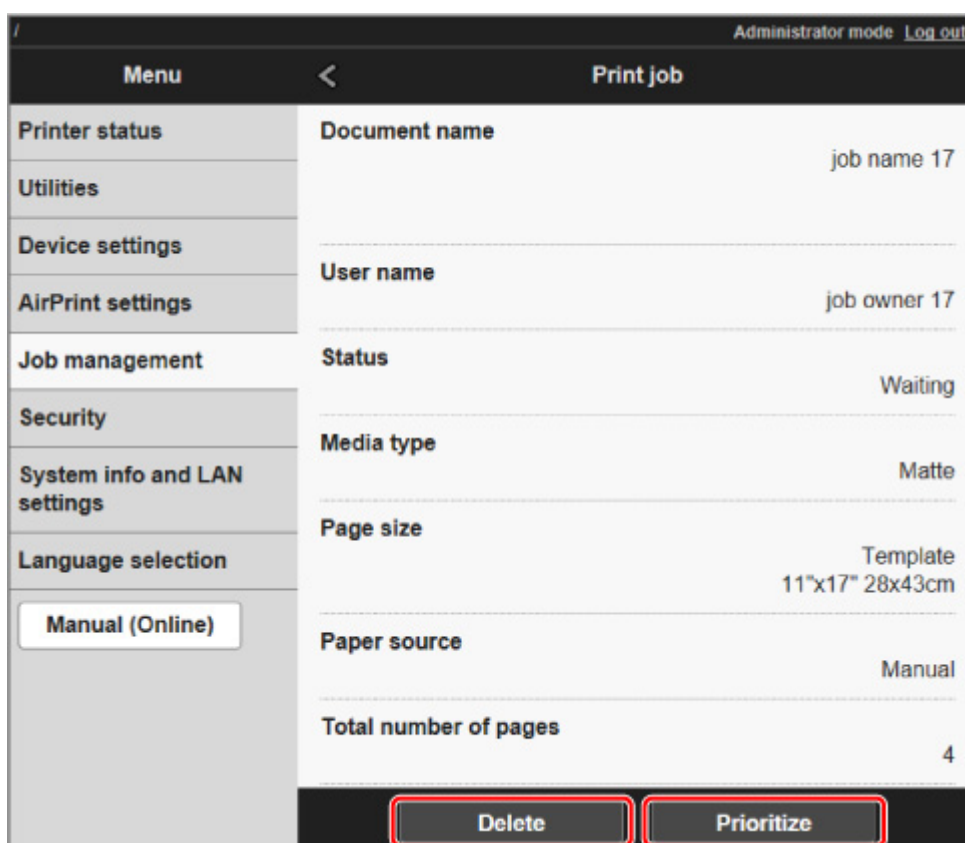 /
Administrator mode Log out
Menu
< Print job
Printer status
Utilities
Device settings
AirPrint settings
Job management
Security
System info and LAN
settings
Language selection
Manual (Online)
Document name
job name 17
User name
job owner 17
Status
Waiting
Media type
Matte
Page size
Template
11"x17" 28x43cm
Paper source
Manual
Total number of pages
4
Delete
Prioritize